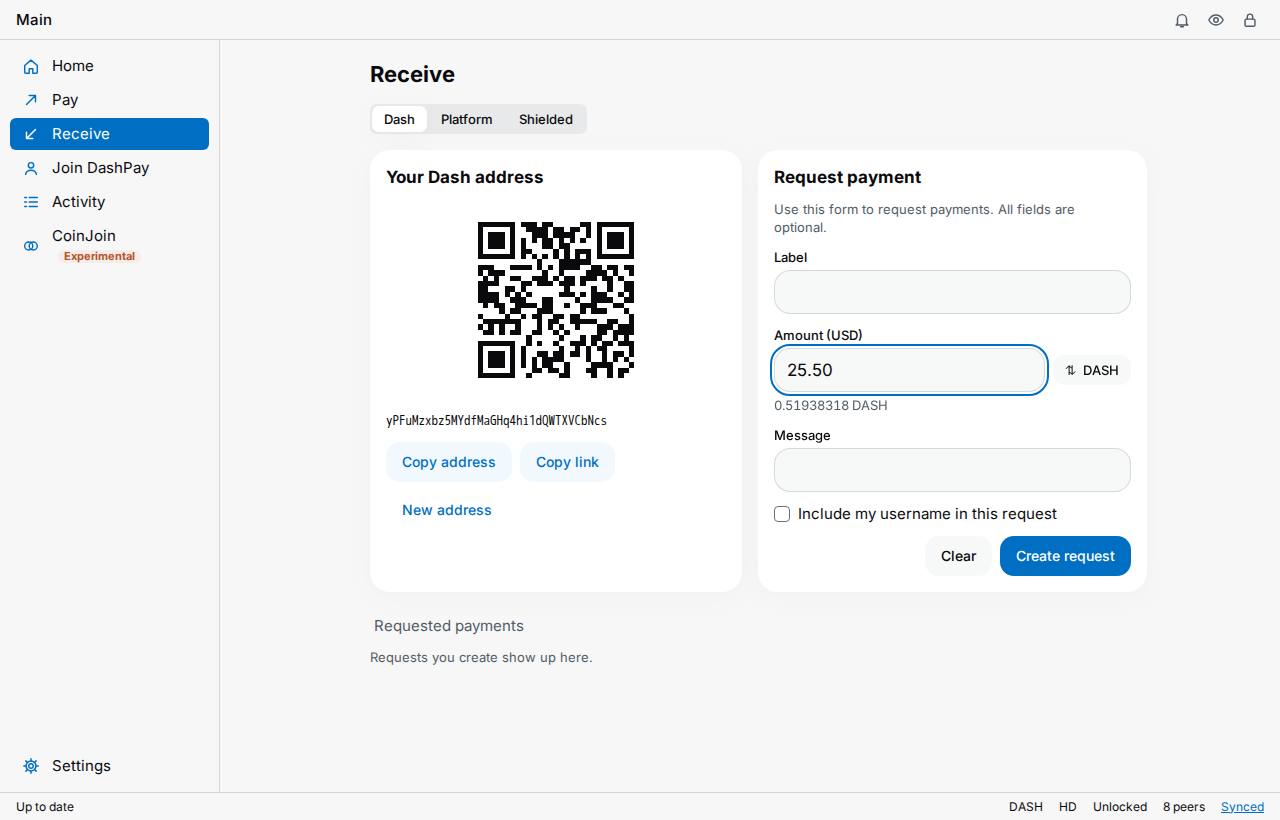 Main
Home
Pay
Receive
Join DashPay
Activity
CoinJoin
Experimental
Settings
Receive
Dash Platform Shielded
Your Dash address
yPFuMzxbz5MYdfMaGHq4hi1dQWTXVCbNcs
Copy address Copy link
New address
Request payment
Use this form to request payments. All fields are
optional.
Label
Amount (USD)
25.50
⇅ DASH
0.51938318 DASH
Message
Include my username in this request
Clear Create request
Requested payments
Requests you create show up here.
Up to date
DASH HD Unlocked 8 peers Synced